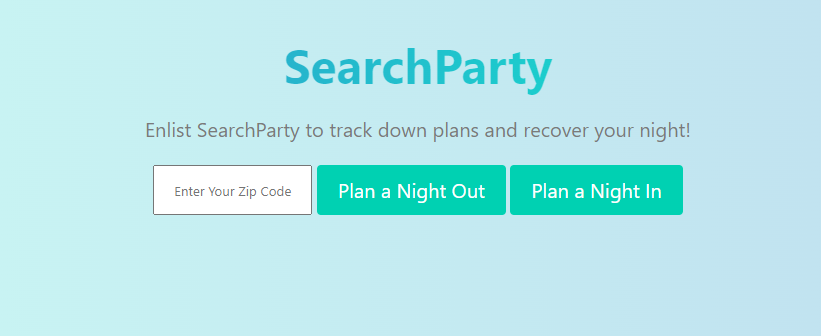 SearchParty
Enlist SearchParty to track down plans and recover your night!
Enter Your Zip Code Plan a Night Out Plan a Night In